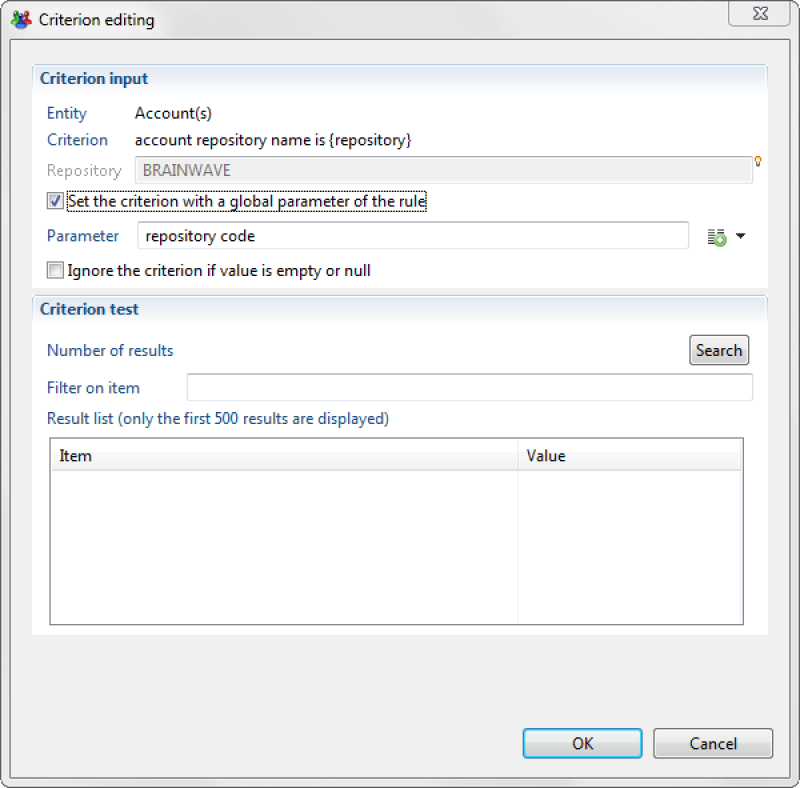 Criterion editing
Criterion input
Entity Account(s)
Criterion account repository name is {repository}
Repository BRAINWAVE
Set the criterion with a global parameter of the rule
Parameter repository code
Ignore the criterion if value is empty or null
Criterion test
Number of results Search
Filter on item
Result list (only the first 500 results are displayed)
Item Value
OK Cancel